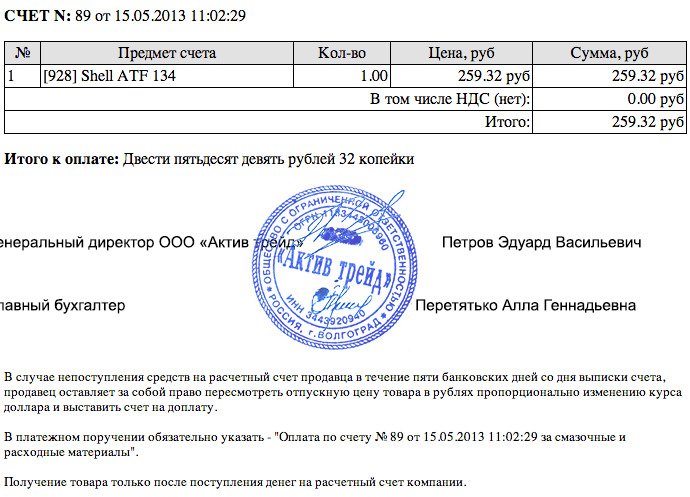 СЧЕТ N: 89 от 15.05.2013 11:02:29
№ Предмет счета Кол-во Цена, руб Сумма, руб
1 [928] Shell ATF 134 1.00 259.32 руб 259.32 руб
В том числе НДС (нет): 0.00 руб
Итого: 259.32 руб
Итого к оплате: Двести пятьдесят девять рублей 32 копейки
енеральный директор ООО «Актив трейд» Петров Эдуард Васильевич
лавный бухгалтер Перетятько Алла Геннадьевна
ОБЩЕСТВО С ОГРАНИЧЕННОЙ ОТВЕТСТВЕННОСТЬЮ
ОГРН
«Актив трейд»
ИНН 3443920940
РОССИЯ, г.ВОЛГОГРАД
В случае непоступления средств на расчетный счет продавца в течение пяти банковских дней со дня выписки счета,
продавец оставляет за собой право пересмотреть отпускную цену товара в рублях пропорционально изменению курса
доллара и выставить счет на доплату.
В платежном поручении обязательно указать - "Оплата по счету № 89 от 15.05.2013 11:02:29 за смазочные и
расходные материалы".
Получение товара только после поступления денег на расчетный счет компании.